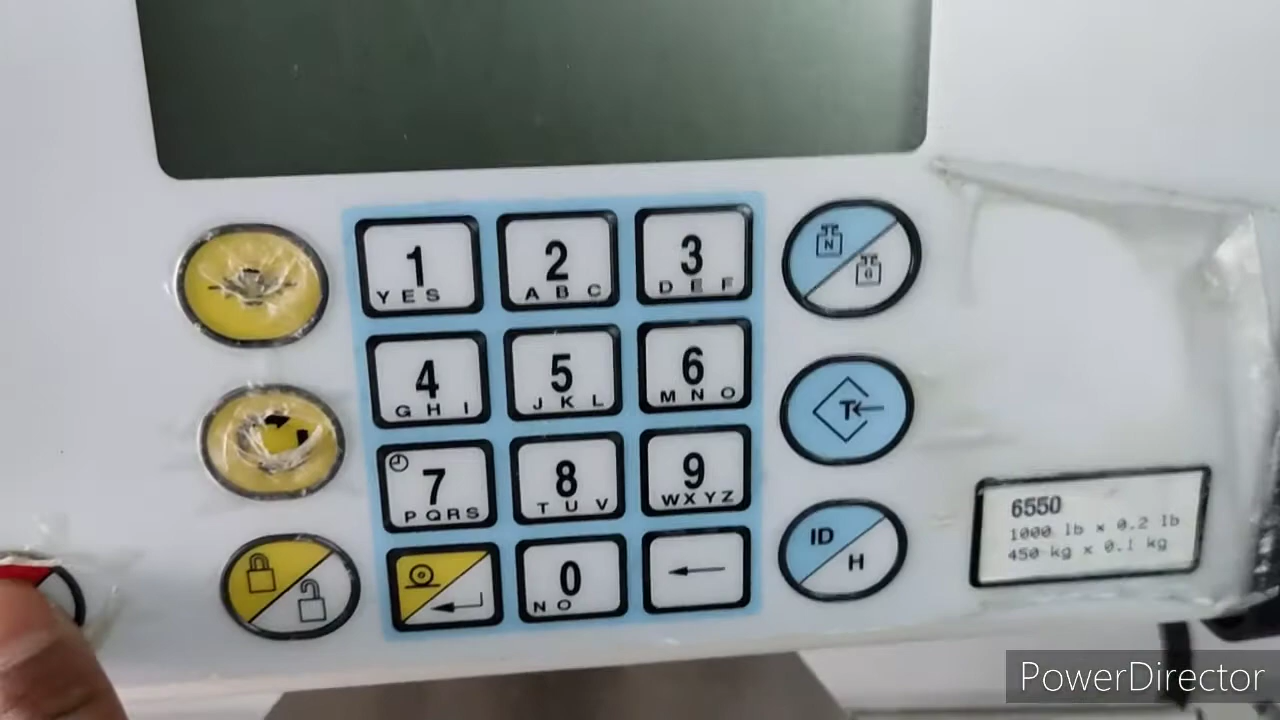 1
YES
2
ABC
3
DEF
N
G
4
GHI
5
JKL
6
MNO
T
7
PQRS
8
TUV
9
WXYZ
6550
1000 lb x 0.2 lb
450 kg x 0.1 kg
0
NO
ID
H
PowerDirector